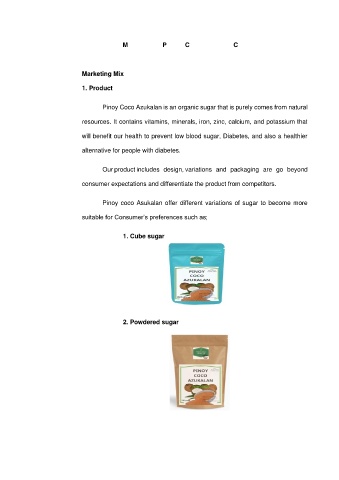 M P C C
Marketing Mix
1. Product
Pinoy Coco Azukalan is an organic sugar that is purely comes from natural
resources. It contains vitamins, minerals, iron, zinc, calcium, and potassium that
will benefit our health to prevent low blood sugar, Diabetes, and also a healthier
alternative for people with diabetes.
Our product includes design, variations and packaging are go beyond
consumer expectations and differentiate the product from competitors.
Pinoy coco Asukalan offer different variations of sugar to become more
suitable for Consumer's preferences such as;
1. Cube sugar
PINOY
COCO
AZUKALAN
2. Powdered sugar
PINOY
COCO
AZUKALAN